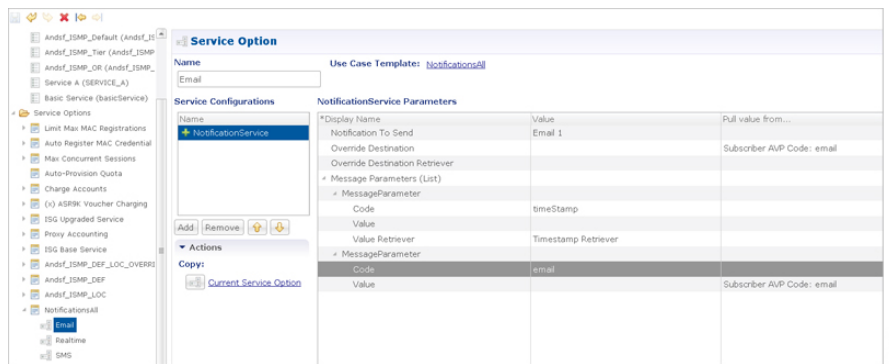 Andsf_ISMP_Default (Andsf_IS
Andsf_ISMP_Tier (Andsf_ISMP
Andsf_ISMP_OR (Andsf_ISMP_
Service A (SERVICE_A)
Basic Service (basicService)
Service Options
Limit Max MAC Registrations
Auto Register MAC Credential
Max Concurrent Sessions
Auto-Provision Quota
Charge Accounts
(x) ASR9K Voucher Charging
ISG Upgraded Service
Proxy Accounting
ISG Base Service
Andsf_ISMP_DEF_LOC_OVERRI
Andsf_ISMP_DEF
Andsf_ISMP_LOC
NotificationsAll
Email
Realtime
SMS
Service Option
Name
Use Case Template: NotificationsAll
Email
Service Configurations
Name
NotificationService
Add Remove
Actions
Copy:
Current Service Option
NotificationService Parameters
*Display Name Value Pull value from...
Notification To Send Email 1
Override Destination Subscriber AVP Code: email
Override Destination Retriever
Message Parameters (List)
MessageParameter
Code timeStamp
Value
Value Retriever Timestamp Retriever
MessageParameter
Code email
Value Subscriber AVP Code: email